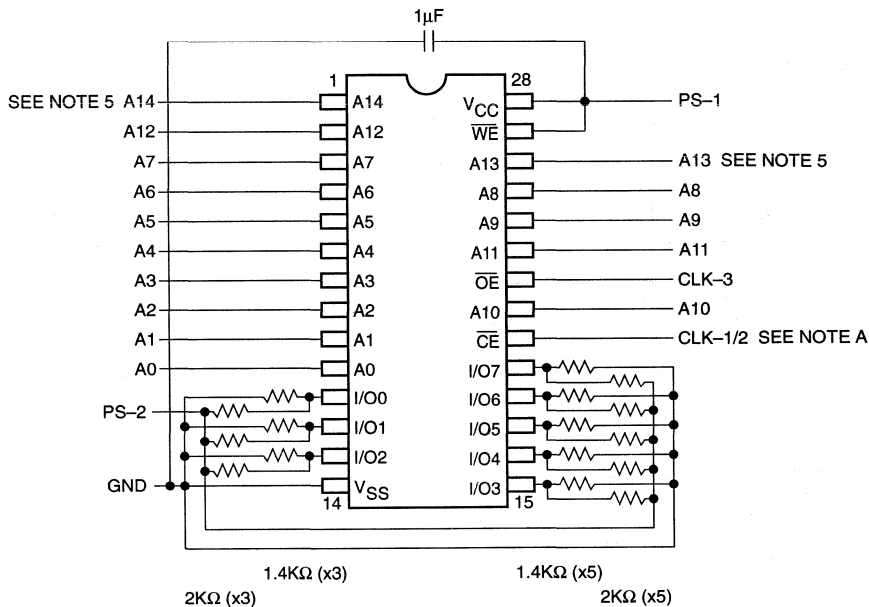 1μF
1
28
SEE NOTE 5 A14
A14
VCC
PS–1
A12
A12
WE
A7
A7
A13
A13 SEE NOTE 5
A6
A6
A8
A8
A5
A5
A9
A9
A4
A4
A11
A11
A3
A3
OE
CLK–3
A2
A2
A10
A10
A1
A1
CE
CLK–1/2 SEE NOTE A
A0
A0
I/O7
PS–2
I/O0
I/O6
I/O1
I/O5
I/O2
I/O4
GND
VSS
I/O3
14
15
1.4KΩ (x3)
1.4KΩ (x5)
2KΩ (x3)
2KΩ (x5)